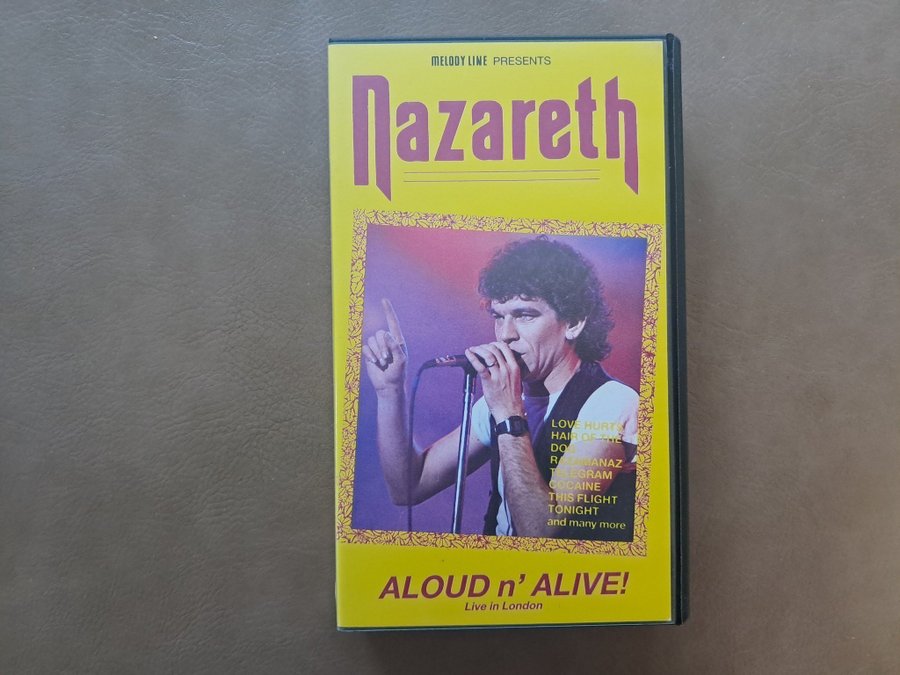 MELODY LINE PRESENTS
Nazareth
LOVE HURTS
HAIR OF THE
DOG
RAZAMANAZ
TELEGRAM
COCAINE
THIS FLIGHT
TONIGHT
and many more
ALOUD n' ALIVE!
Live in London